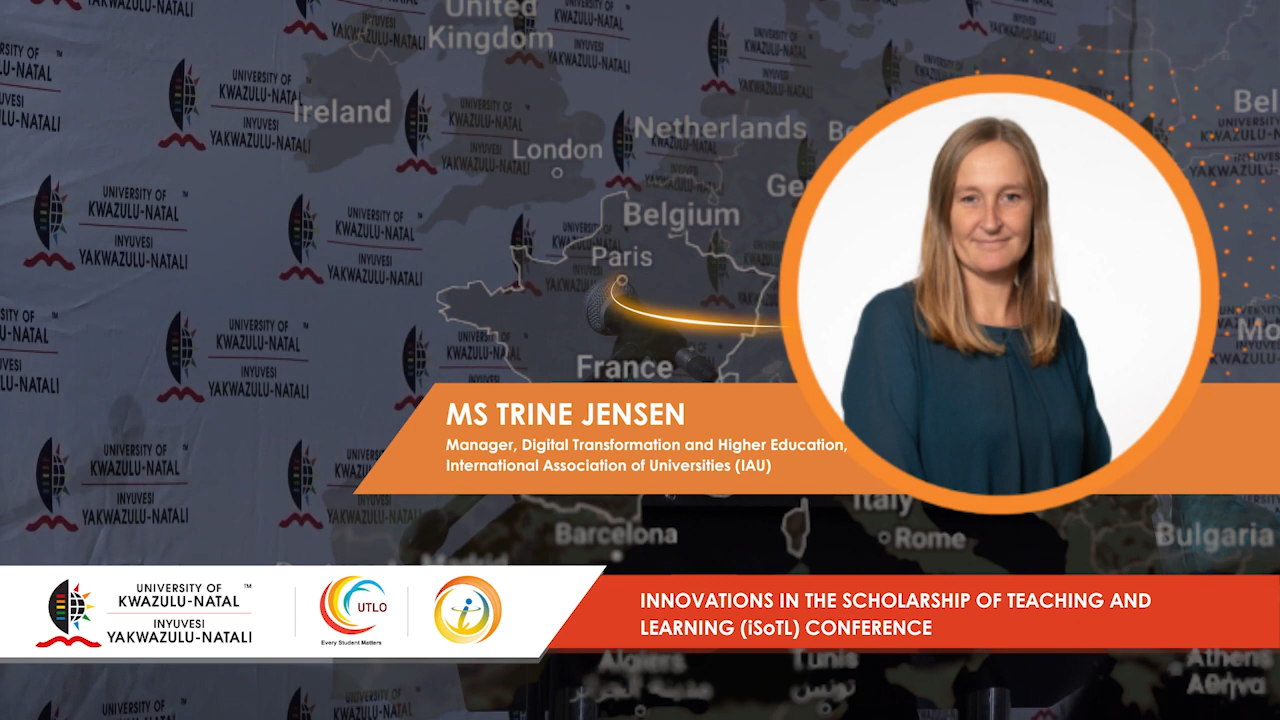 United
Kingdom
Ireland
Netherlands
London
Belgium
Paris
France
MS TRINE JENSEN
Manager, Digital Transformation and Higher Education,
International Association of Universities (IAU)
Italy
Barcelona
Rome
Bulgaria
UNIVERSITY OF
KWAZULU-NATAL
INYUVESI
YAKWAZULU-NATALI
UTLO
Every Student Matters
INNOVATIONS IN THE SCHOLARSHIP OF TEACHING AND
LEARNING (iSoTL) CONFERENCE
Algiers
Tunis
تونس
Athens
Αθήνα